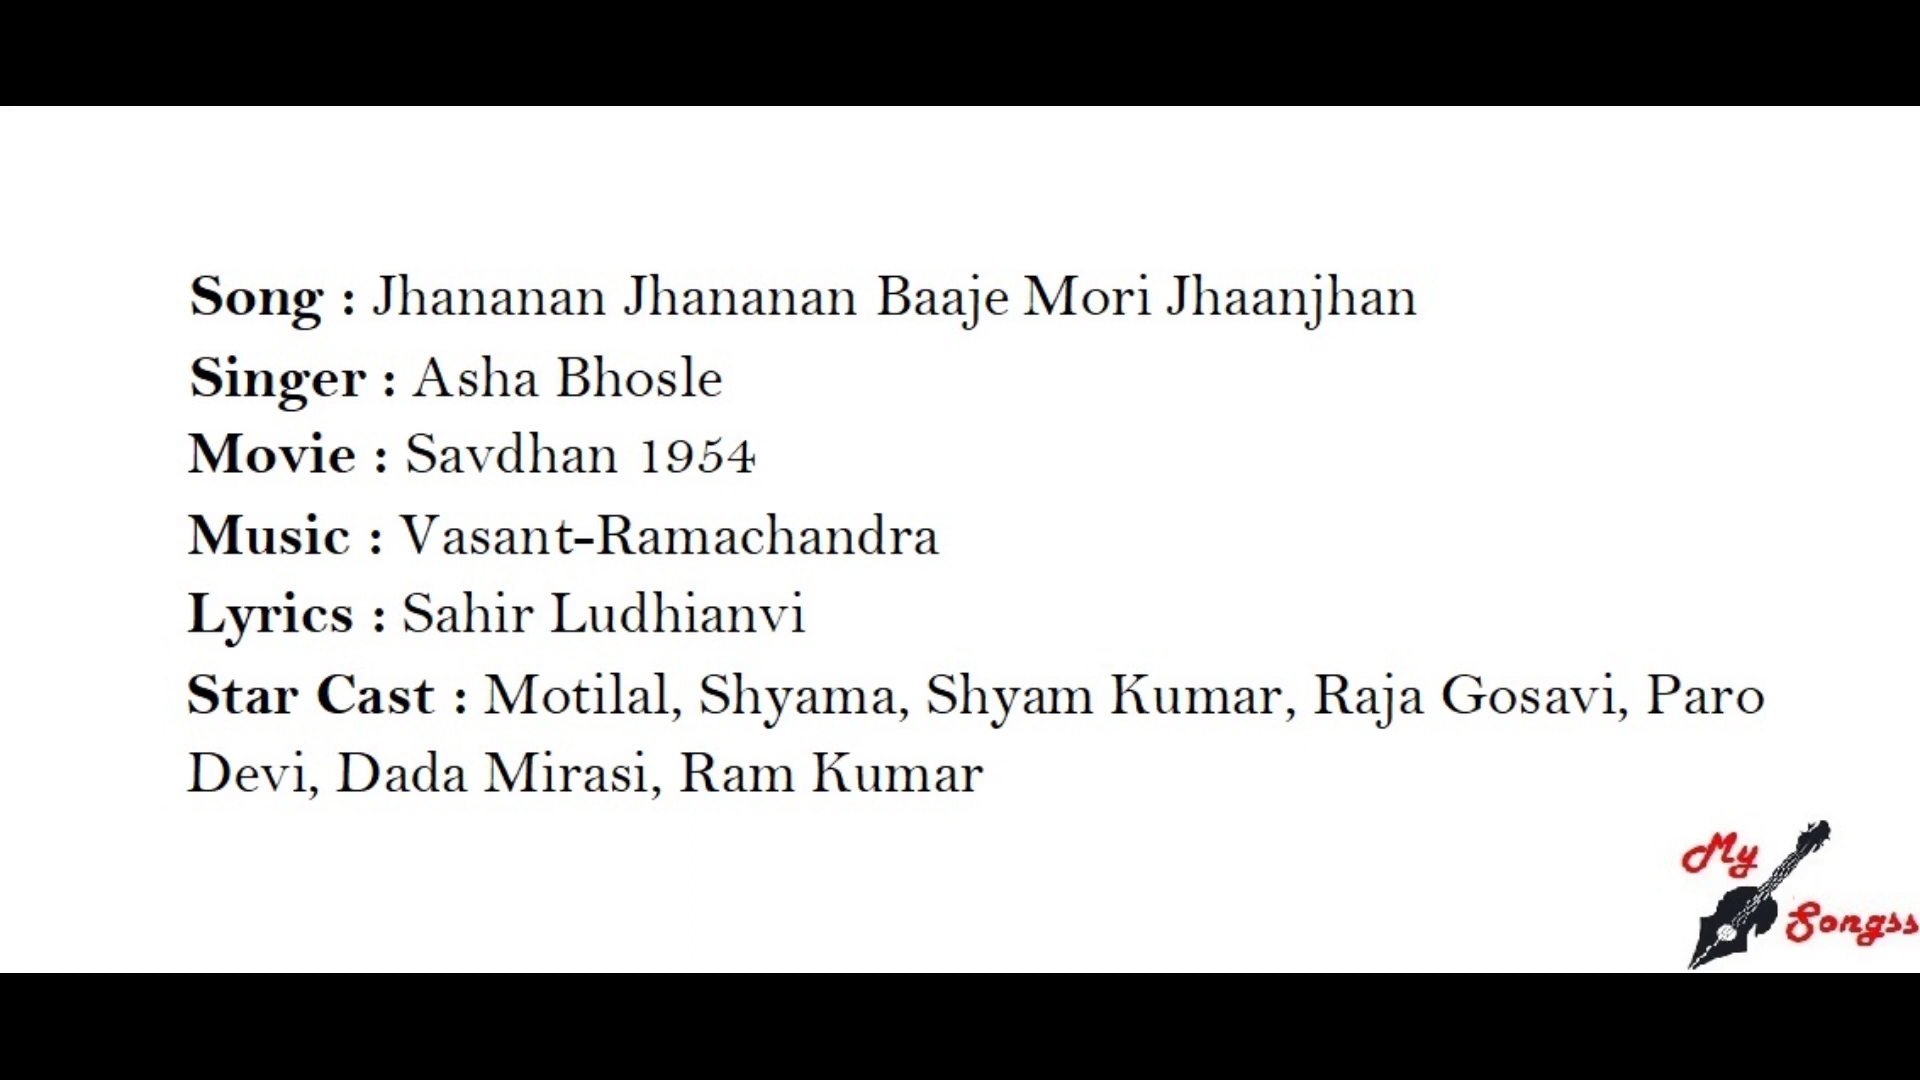 Song : Jhananan Jhananan Baaje Mori Jhaanjhan
Singer : Asha Bhosle
Movie : Savdhan 1954
Music : Vasant-Ramachandra
Lyrics : Sahir Ludhianvi
Star Cast : Motilal, Shyama, Shyam Kumar, Raja Gosavi, Paro
Devi, Dada Mirasi, Ram Kumar
My
Songss